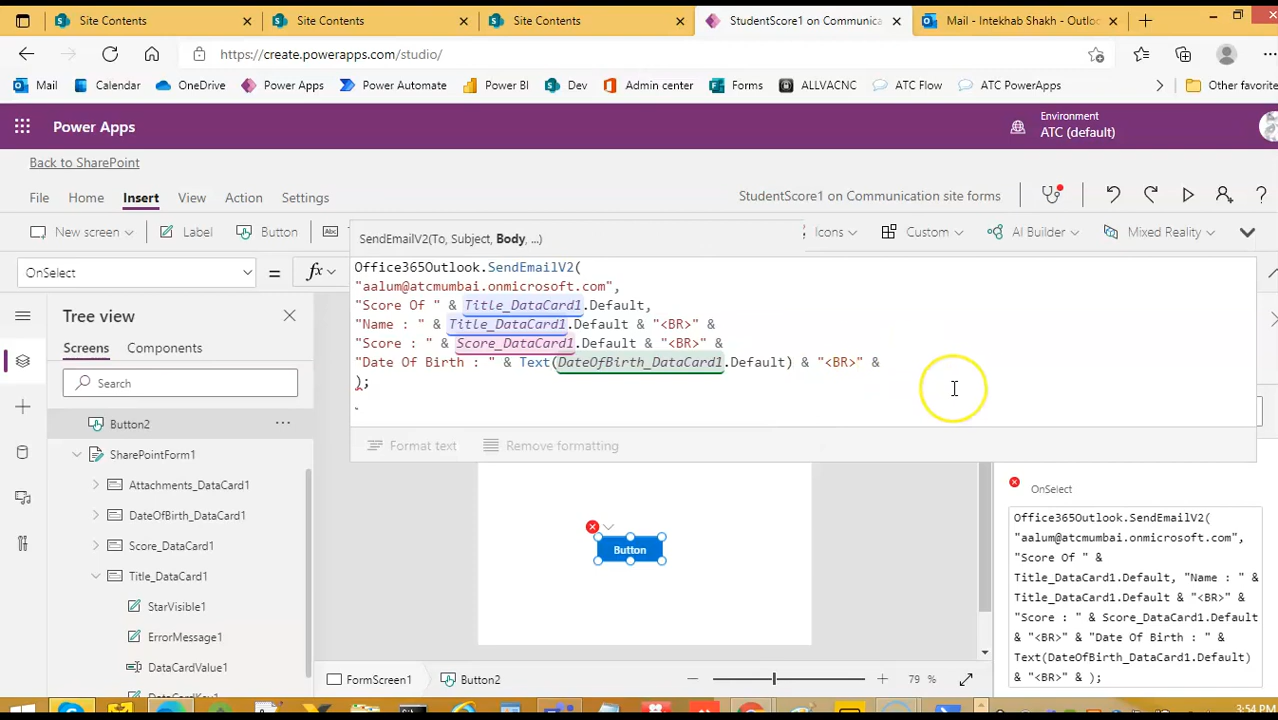 Site Contents
Site Contents
Site Contents
StudentScore1 on Communica
Mail - Intekhab Shakh - Outloo
https://create.powerapps.com/studio/
Mail
Calendar
OneDrive
Power Apps
Power Automate
Power BI
Dev
Admin center
Forms
ALLVACNC
ATC Flow
ATC PowerApps
Other favorite
Power Apps
Environment
ATC (default)
Back to SharePoint
File
Home
Insert
View
Action
Settings
StudentScore1 on Communication site forms
New screen
Label
Button
Icons
Custom
AI Builder
Mixed Reality
SendEmailV2(To, Subject, Body, ...)
OnSelect
=
fx
Office365Outlook.SendEmailV2(
"aalum@atcmumbai.onmicrosoft.com",
"Score Of " & Title_DataCard1.Default,
"Name : " & Title_DataCard1.Default & "<BR>" &
"Score : " & Score_DataCard1.Default & "<BR>" &
"Date Of Birth : " & Text(DateOfBirth_DataCard1.Default) & "<BR>" &
);
Format text
Remove formatting
Tree view
Screens
Components
Search
Button2
SharePointForm1
Attachments_DataCard1
DateOfBirth_DataCard1
Score_DataCard1
Title_DataCard1
StarVisible1
ErrorMessage1
DataCardValue1
DataCardKey1
Button
OnSelect
Office365Outlook.SendEmailV2(
"aalum@atcmumbai.onmicrosoft.com",
"Score Of " &
Title_DataCard1.Default, "Name : " &
Title_DataCard1.Default & "<BR>" &
"Score : " & Score_DataCard1.Default
& "<BR>" & "Date Of Birth : " &
Text(DateOfBirth_DataCard1.Default)
& "<BR>" & );
FormScreen1
Button2
79 %
3:54 PM